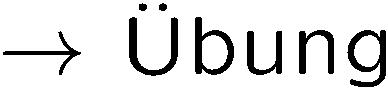 → Übung